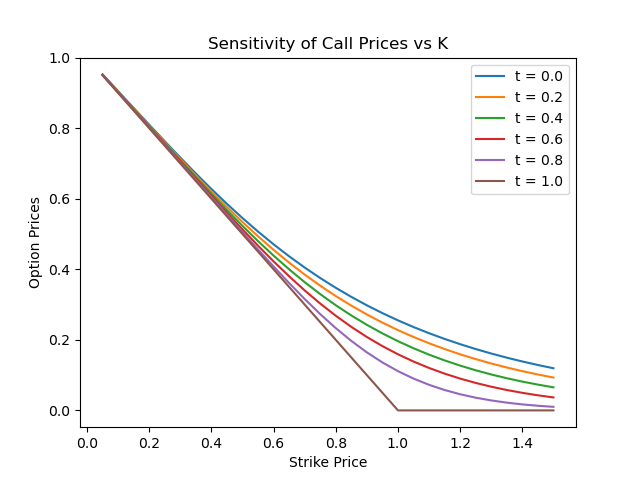 Sensitivity of Call Prices vs K
1.0
0.8
0.6
0.4
0.2
0.0
Option Prices
t = 0.0
t = 0.2
t = 0.4
t = 0.6
t = 0.8
t = 1.0
0.0 0.2 0.4 0.6 0.8 1.0 1.2 1.4
Strike Price